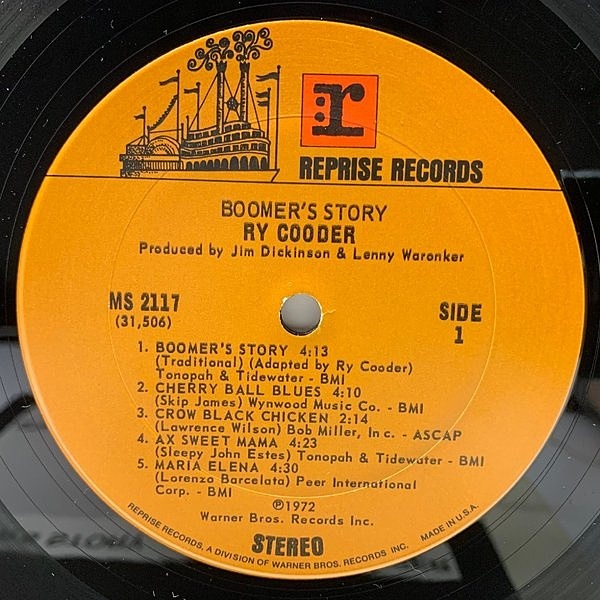 r
REPRISE RECORDS
BOOMER'S STORY
RY COODER
Produced by Jim Dickinson & Lenny Waronker
MS 2117
(31,506)
SIDE
1
1. BOOMER'S STORY 4:13
(Traditional) (Adapted by Ry Cooder)
Tonopah & Tidewater - BMI
2. CHERRY BALL BLUES 4:10
(Skip James) Wynwood Music Co. - BMI
3. CROW BLACK CHICKEN 2:14
(Lawrence Wilson) Bob Miller, Inc. - ASCAP
4. AX SWEET MAMA 4:23
(Sleepy John Estes) Tonopah & Tidewater - BMI
5. MARIA ELENA 4:30
(Lorenzo Barcelata) Peer International
Corp. - BMI
℗1972
Warner Bros. Records Inc.
STEREO
REPRISE RECORDS, A DIVISION OF WARNER BROS. RECORDS INC. MADE IN U.S.A.